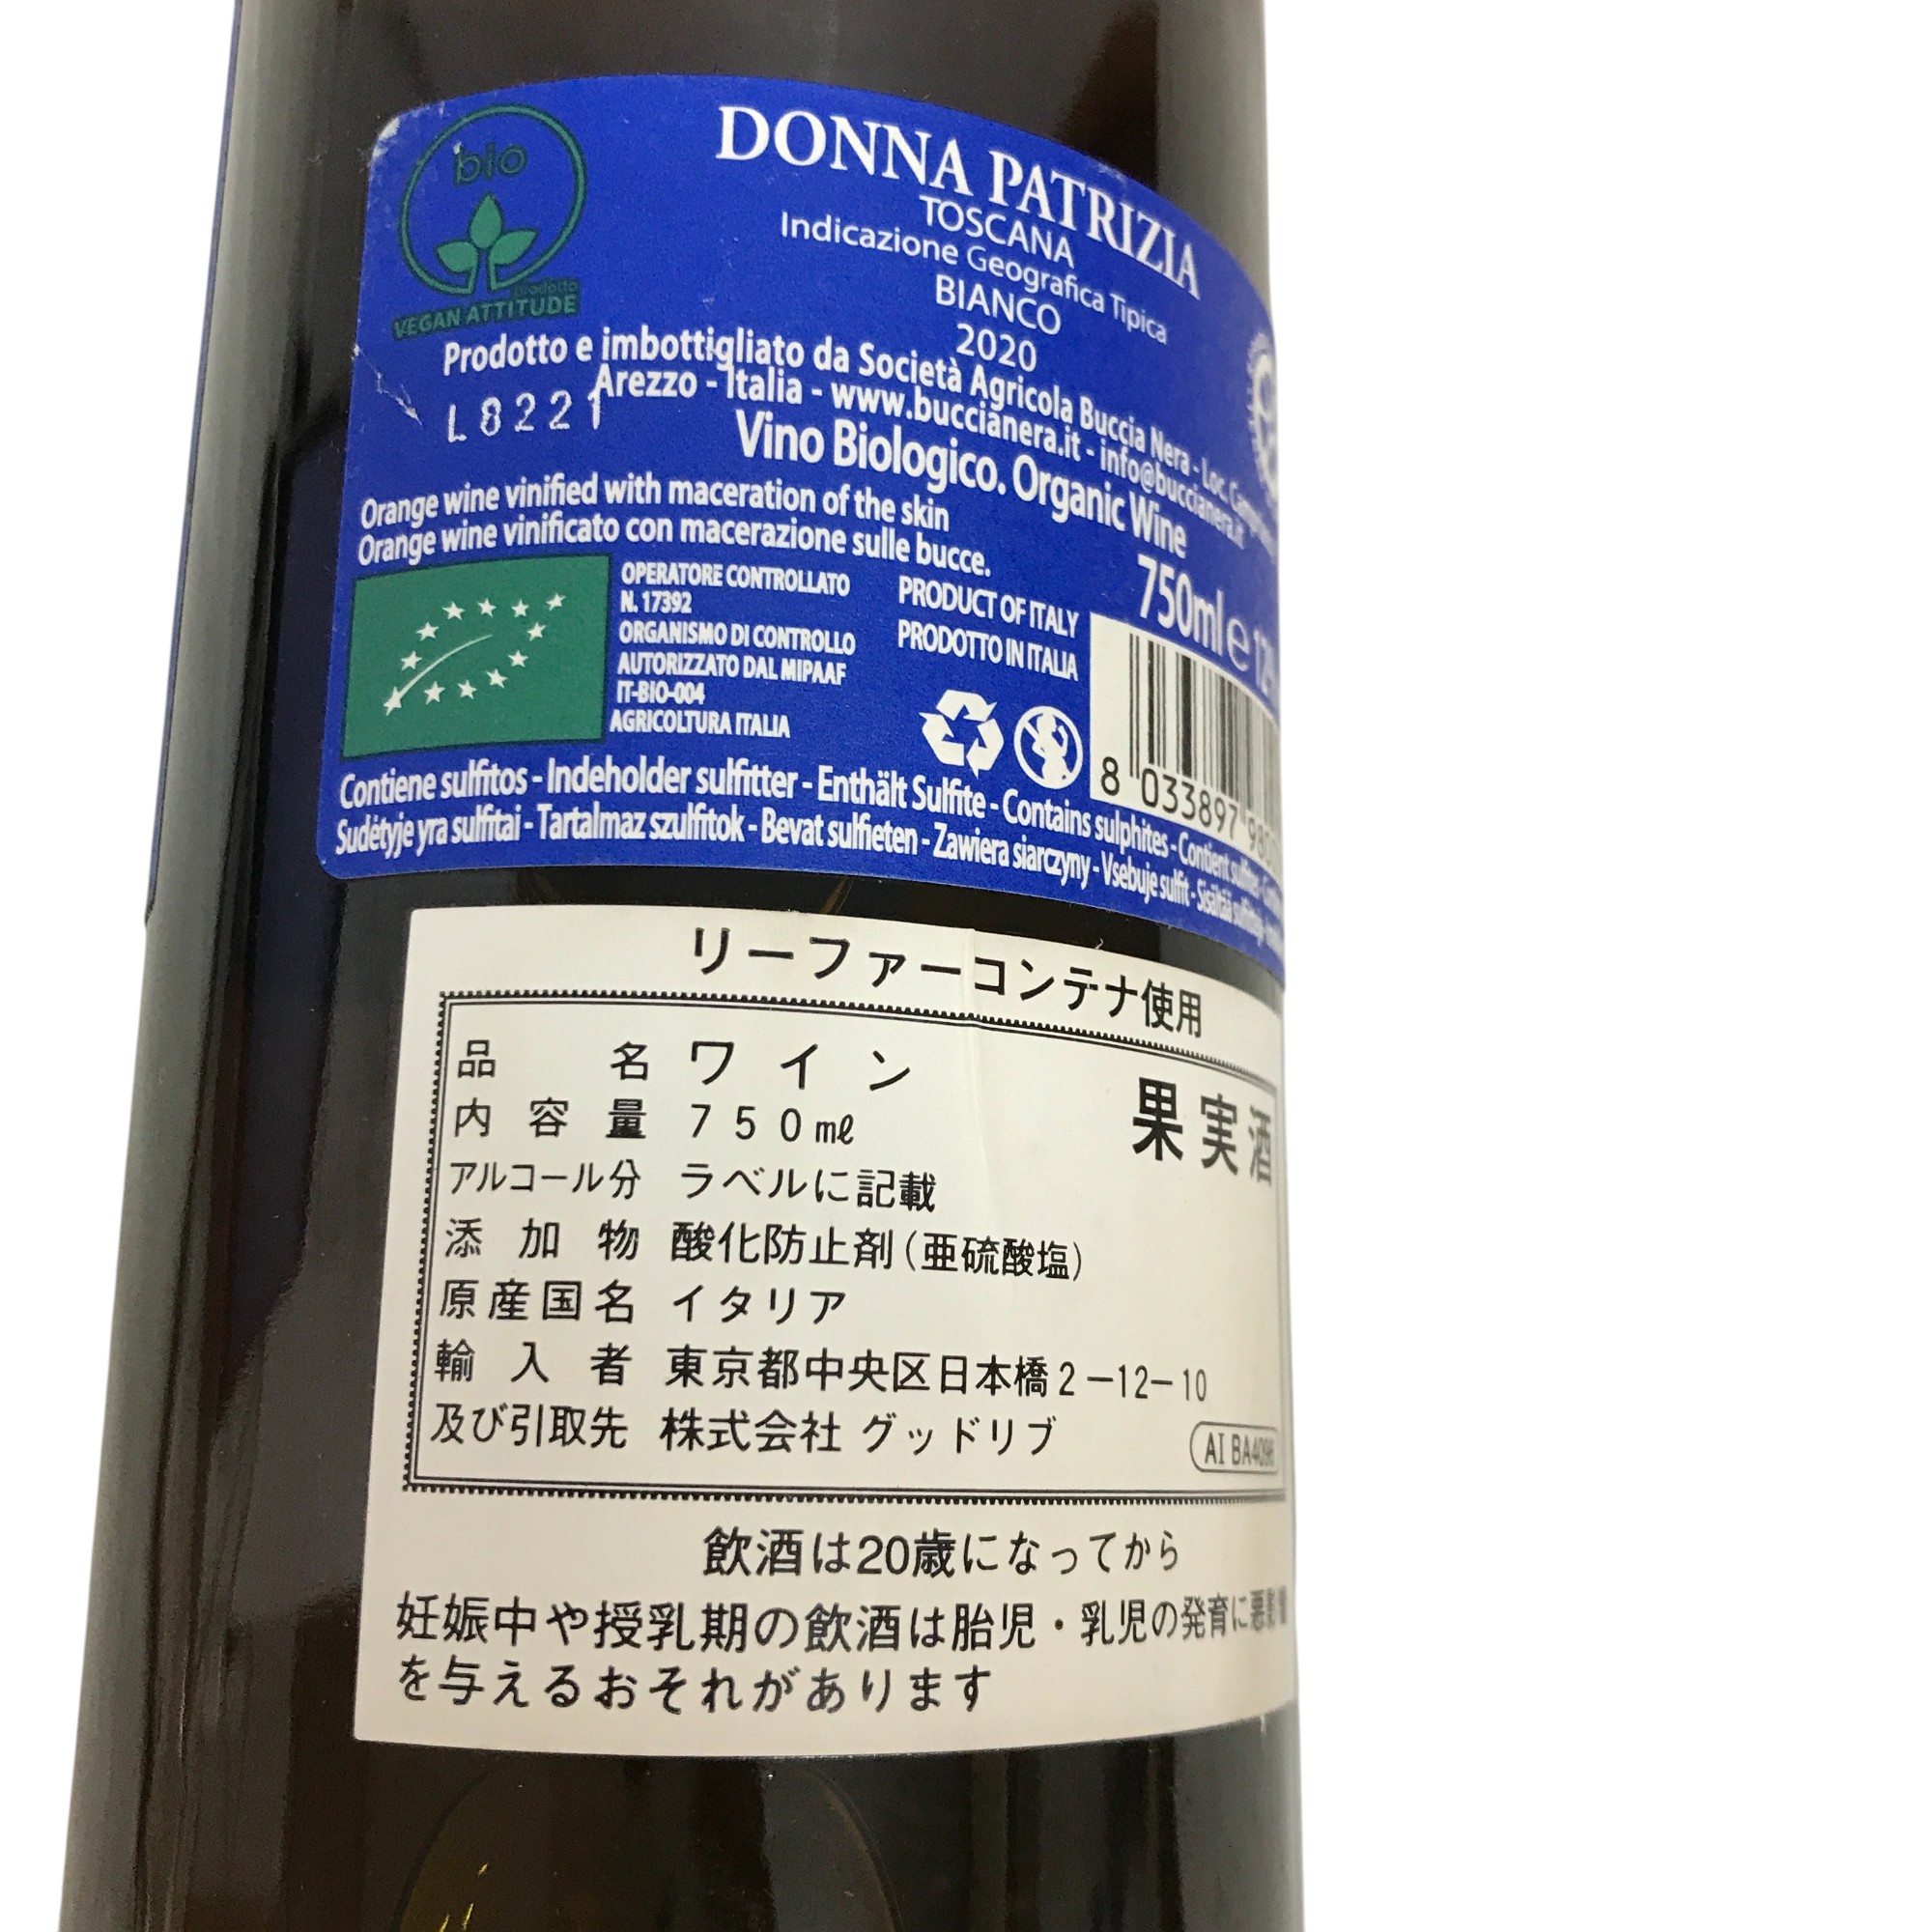 bio
prodotto
VEGAN ATTITUDE
DONNA PATRIZIA
TOSCANA
Indicazione Geografica Tipica
BIANCO
2020
Prodotto e imbottigliato da Società Agricola Buccia Nera - Loc.
Arezzo - Italia - www.buccianera.it - info@buccianera.it
L8221
Vino Biologico. Organic Wine
Orange wine vinified with maceration of the skin
Orange wine vinificato con macerazione sulle bucce.
750ml e
OPERATORE CONTROLLATO
N. 17392
ORGANISMO DI CONTROLLO
AUTORIZZATO DAL MIPAAF
IT-BIO-004
AGRICOLTURA ITALIA
PRODUCT OF ITALY
PRODOTTO IN ITALIA
8 033897
Contiene sulfitos - Indeholder sulfitter - Enthält Sulfite - Contains sulphites - Contient
Sudėtyje yra sulfitai - Tartalmaz szulfitok - Bevat sulfieten - Zawiera siarczyny - Vsebuje sulfit - Sisältää
リーファーコンテナ使用
品名 ワイン
果実酒
内容量 750㎖
アルコール分 ラベルに記載
添加物 酸化防止剤(亜硫酸塩)
原産国名 イタリア
輸入者 東京都中央区日本橋2-12-10
及び引取先 株式会社 グッドリブ
AI BA4096
飲酒は20歳になってから
妊娠中や授乳期の飲酒は胎児・乳児の発育に悪影響
を与えるおそれがあります